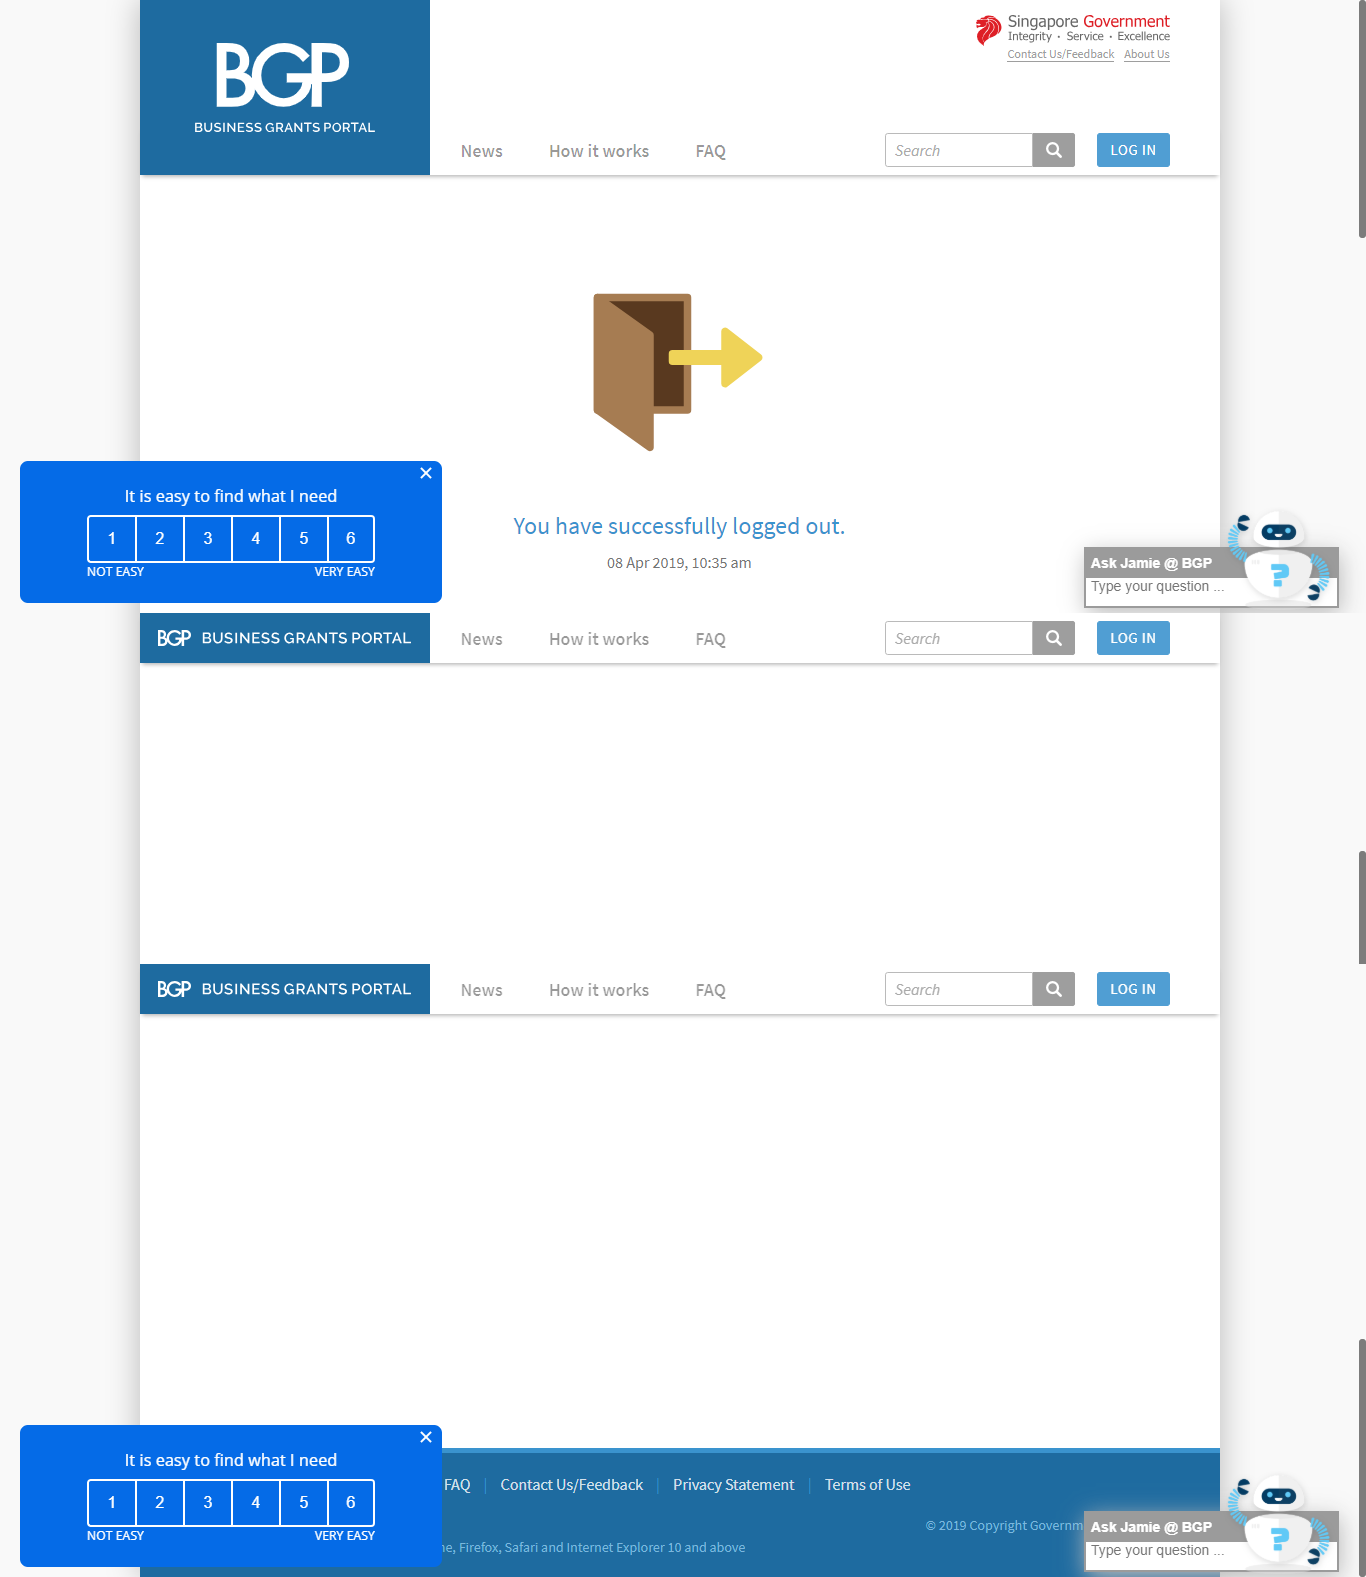 Singapore Government
Integrity · Service · Excellence
Contact Us/Feedback About Us
BGP
BUSINESS GRANTS PORTAL
News How it works FAQ Search LOG IN
It is easy to find what I need
1 2 3 4 5 6
NOT EASY VERY EASY
You have successfully logged out.
08 Apr 2019, 10:35 am
Ask Jamie @ BGP
?
Type your question ...
BGP BUSINESS GRANTS PORTAL News How it works FAQ Search LOG IN
BGP BUSINESS GRANTS PORTAL News How it works FAQ Search LOG IN
It is easy to find what I need
1 2 3 4 5 6
NOT EASY VERY EASY
FAQ | Contact Us/Feedback | Privacy Statement | Terms of Use
© 2019 Copyright
Firefox, Safari and Internet Explorer 10 and above
Ask Jamie @ BGP
?
Type your question ...